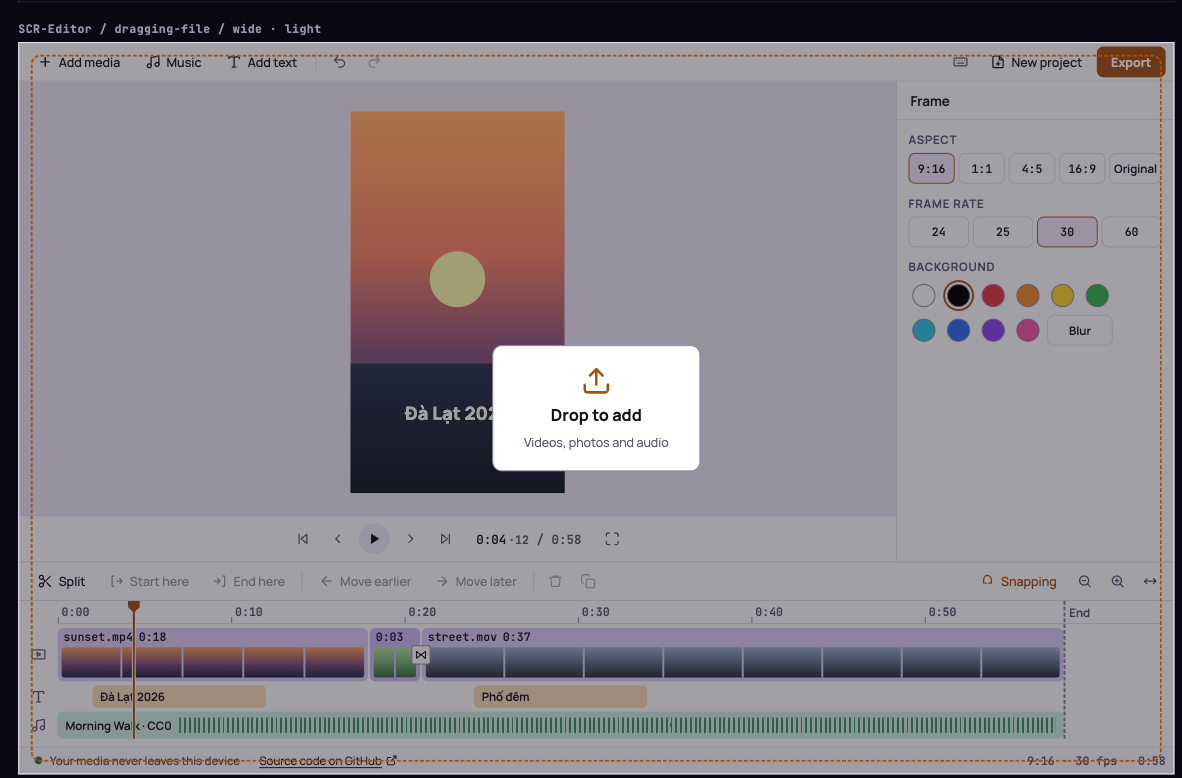 SCR-Editor / dragging-file / wide · light
Add media Music Add text New project Export
Frame
ASPECT
9:16 1:1 4:5 16:9 Original
FRAME RATE
24 25 30 60
BACKGROUND
Blur
Đà Lạt 202
Drop to add
Videos, photos and audio
0:04·12 / 0:58
Split Start here End here Move earlier Move later Snapping
0:00 0:10 0:20 0:30 0:40 0:50 End
sunset.mp4 0:18 0:03 street.mov 0:37
Đà Lạt 2026 Phố đêm
Morning Walk · CC0
Your media never leaves this device Source code on GitHub 9:16 · 30 fps · 0:58